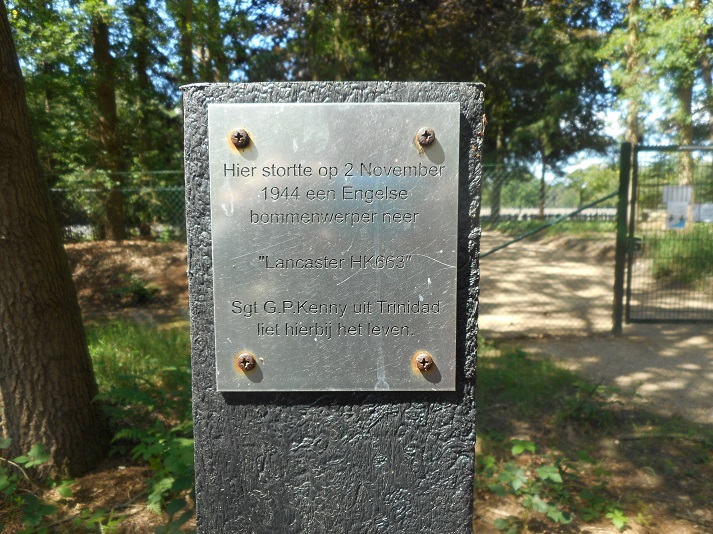 Hier stortte op 2 November
1944 een Engelse
bommenwerper neer
"Lancaster HK663"
Sgt G.P.Kenny uit Trinidad
liet hierbij het leven.